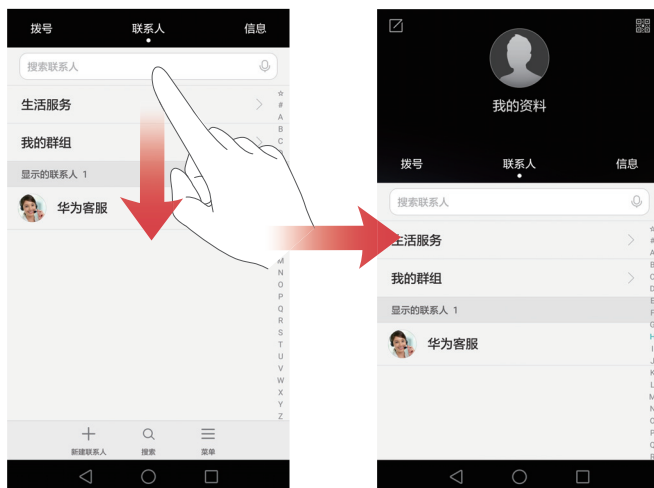 拨号 联系人 信息
搜索联系人
生活服务
我的群组
显示的联系人 1
华为客服
☆
#
A
B
C
M
N
O
P
Q
R
S
T
U
V
W
X
Y
Z
新建联系人 搜索 菜单
我的资料
拨号 联系人 信息
搜索联系人
生活服务
我的群组
显示的联系人 1
华为客服
☆
#
A
B
C
D
E
F
G
H
I
J
K
L
M
N
O
P
Q
R